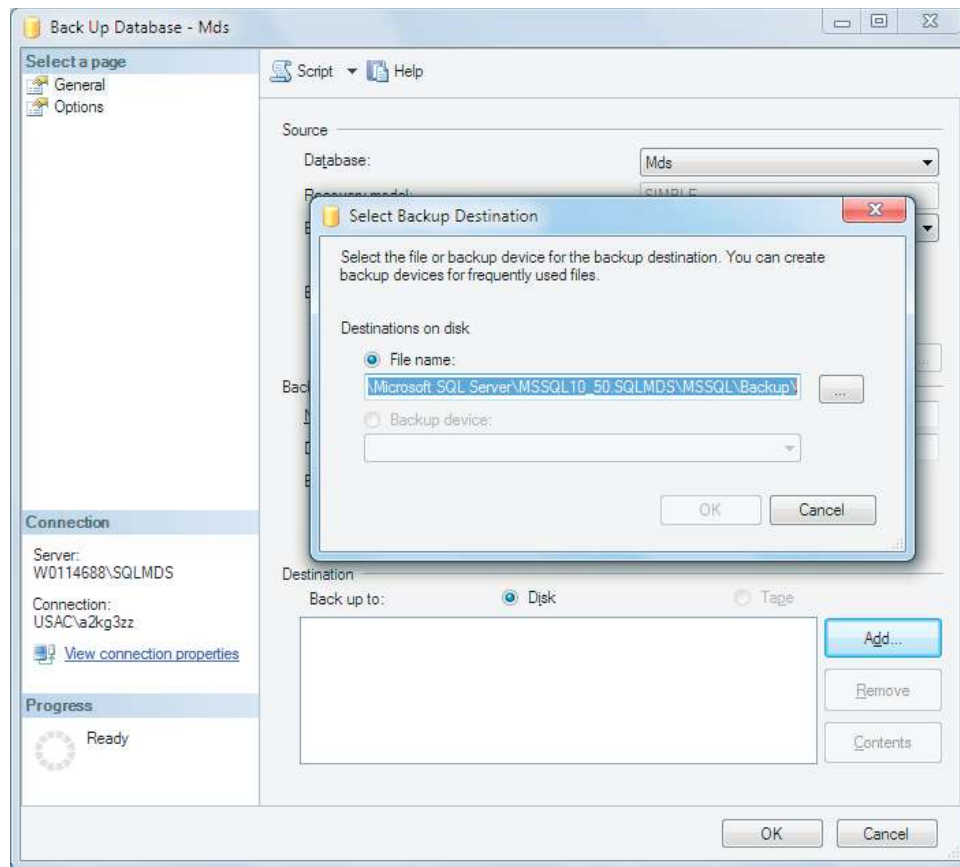 Back Up Database - Mds
Select a page
General
Options
Script
Help
Source
Database:
Mds
Recovery model:
SIMPLE
Select Backup Destination
Select the file or backup device for the backup destination. You can create
backup devices for frequently used files.
Destinations on disk
File name:
\Microsoft SQL Server\MSSQL10_50.SQLMDS\MSSQL\Backup\
...
Backup device:
OK
Cancel
Back
Connection
Server:
W0114688\SQLMDS
Connection:
USAC\a2kg3zz
View connection properties
Progress
Ready
Destination
Back up to:
Disk
Tape
Add...
Remove
Contents
OK
Cancel